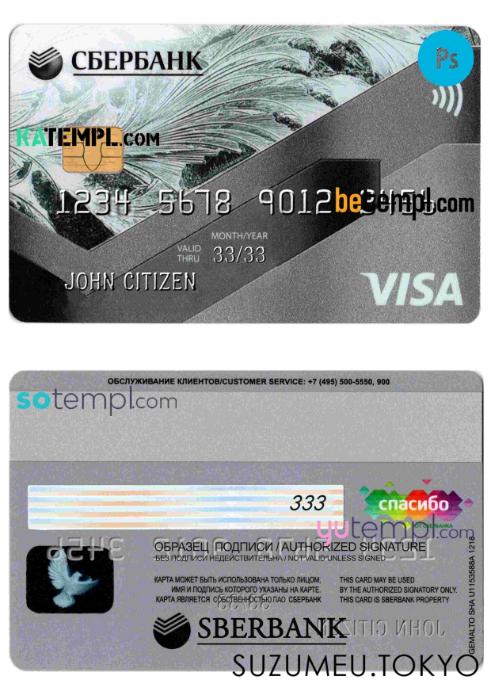 СБЕРБАНК
Ps
KATEMPL.COM
1234 5678 9012 3456
betempl.com
MONTH/YEAR
VALID THRU 33/33
JOHN CITIZEN
VISA
ОБСЛУЖИВАНИЕ КЛИЕНТОВ/CUSTOMER SERVICE: +7 (495) 500-5550, 900
sotempl.com
333
спасибо
ОТ СБЕРБАНКА
yutempl.com
ОБРАЗЕЦ ПОДПИСИ / AUTHORIZED SIGNATURE
БЕЗ ПОДПИСИ НЕДЕЙСТВИТЕЛЬНА / NOT VALID UNLESS SIGNED
КАРТА МОЖЕТ БЫТЬ ИСПОЛЬЗОВАНА ТОЛЬКО ЛИЦОМ,
ИМЯ И ПОДПИСЬ КОТОРОГО УКАЗАНЫ НА КАРТЕ.
КАРТА ЯВЛЯЕТСЯ СОБСТВЕННОСТЬЮ ПАО СБЕРБАНК
THIS CARD MAY BE USED
BY THE AUTHORIZED SIGNATORY ONLY.
THIS CARD IS SBERBANK PROPERTY
GEMALTO SHA U1153588A 1218
SBERBANK
SUZUMEU.TOKYO